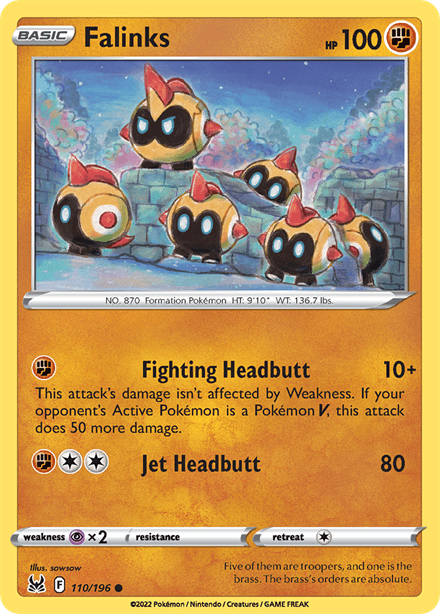 BASIC Falinks HP 100
NO. 870 Formation Pokémon HT: 9'10" WT: 136.7 lbs.
Fighting Headbutt 10+
This attack's damage isn't affected by Weakness. If your
opponent's Active Pokémon is a Pokémon V, this attack
does 50 more damage.
Jet Headbutt 80
weakness ×2 resistance retreat
Illus. sowsow
Five of them are troopers, and one is the
brass. The brass's orders are absolute.
F 110/196
©2022 Pokémon / Nintendo / Creatures / GAME FREAK